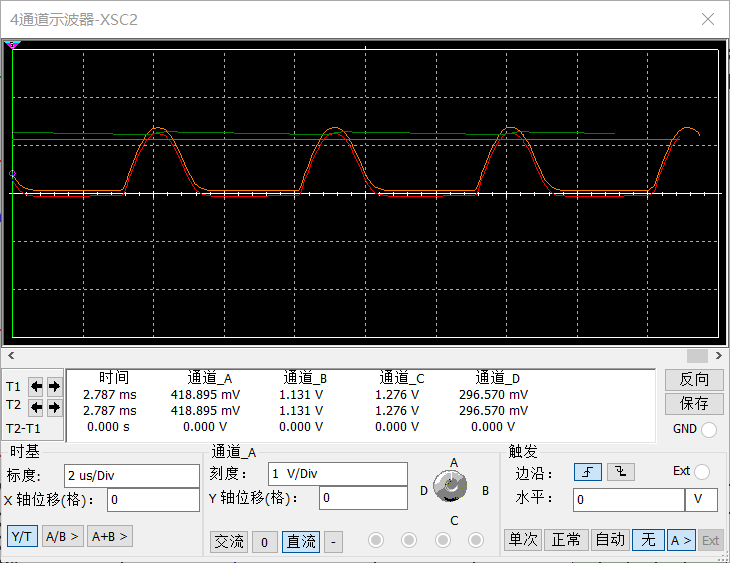 4通道示波器-XSC2
时间 通道_A 通道_B 通道_C 通道_D
T1 2.787 ms 418.895 mV 1.131 V 1.276 V 296.570 mV
T2 2.787 ms 418.895 mV 1.131 V 1.276 V 296.570 mV
T2-T1 0.000 s 0.000 V 0.000 V 0.000 V 0.000 V
反向
保存
GND
时基
标度: 2 us/Div
X 轴位移(格): 0
Y/T A/B > A+B >
通道_A
刻度: 1 V/Div
Y 轴位移(格): 0
交流 0 直流 -
A
D B
C
触发
边沿: Ext
水平: 0 V
单次 正常 自动 无 A > Ext